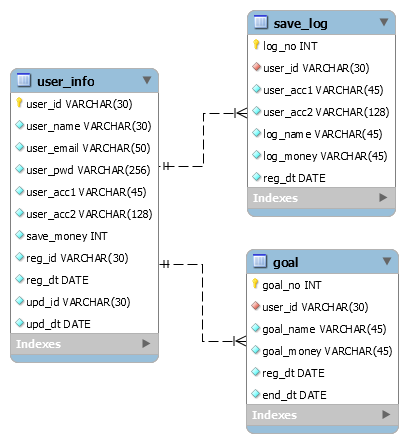 user_info
user_id VARCHAR(30)
user_name VARCHAR(30)
user_email VARCHAR(50)
user_pwd VARCHAR(256)
user_acc1 VARCHAR(45)
user_acc2 VARCHAR(128)
save_money INT
reg_id VARCHAR(30)
reg_dt DATE
upd_id VARCHAR(30)
upd_dt DATE
Indexes
save_log
log_no INT
user_id VARCHAR(30)
user_acc1 VARCHAR(45)
user_acc2 VARCHAR(128)
log_name VARCHAR(45)
log_money VARCHAR(45)
reg_dt DATE
Indexes
goal
goal_no INT
user_id VARCHAR(30)
goal_name VARCHAR(45)
goal_money VARCHAR(45)
reg_dt DATE
end_dt DATE
Indexes